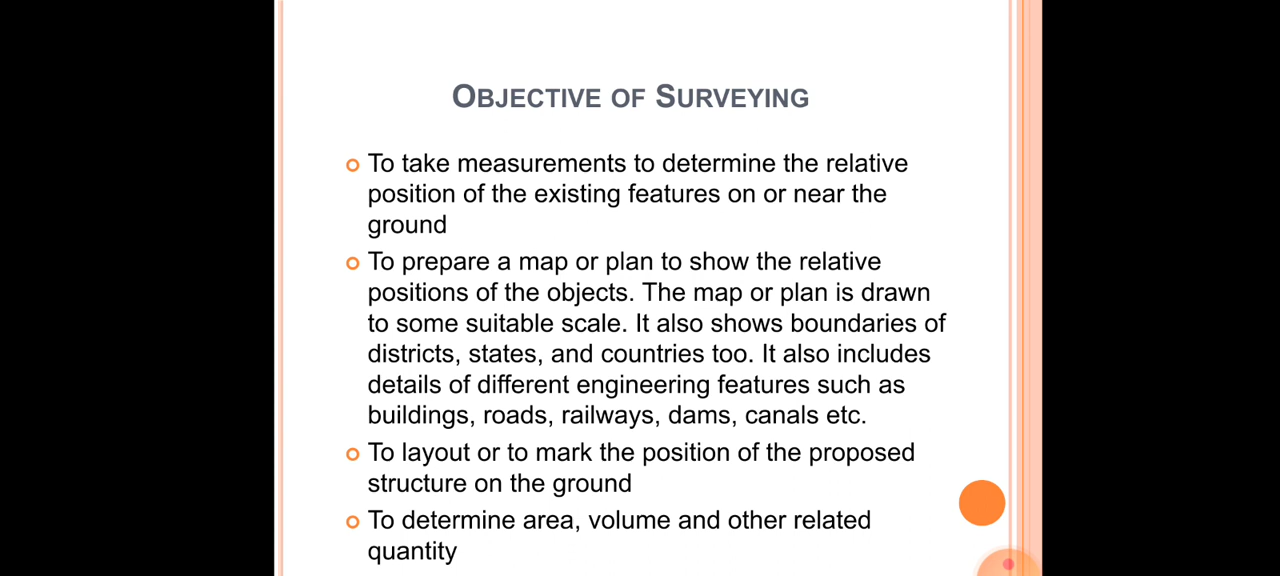 OBJECTIVE OF SURVEYING
To take measurements to determine the relative
position of the existing features on or near the
ground
To prepare a map or plan to show the relative
positions of the objects. The map or plan is drawn
to some suitable scale. It also shows boundaries of
districts, states, and countries too. It also includes
details of different engineering features such as
buildings, roads, railways, dams, canals etc.
To layout or to mark the position of the proposed
structure on the ground
To determine area, volume and other related
quantity